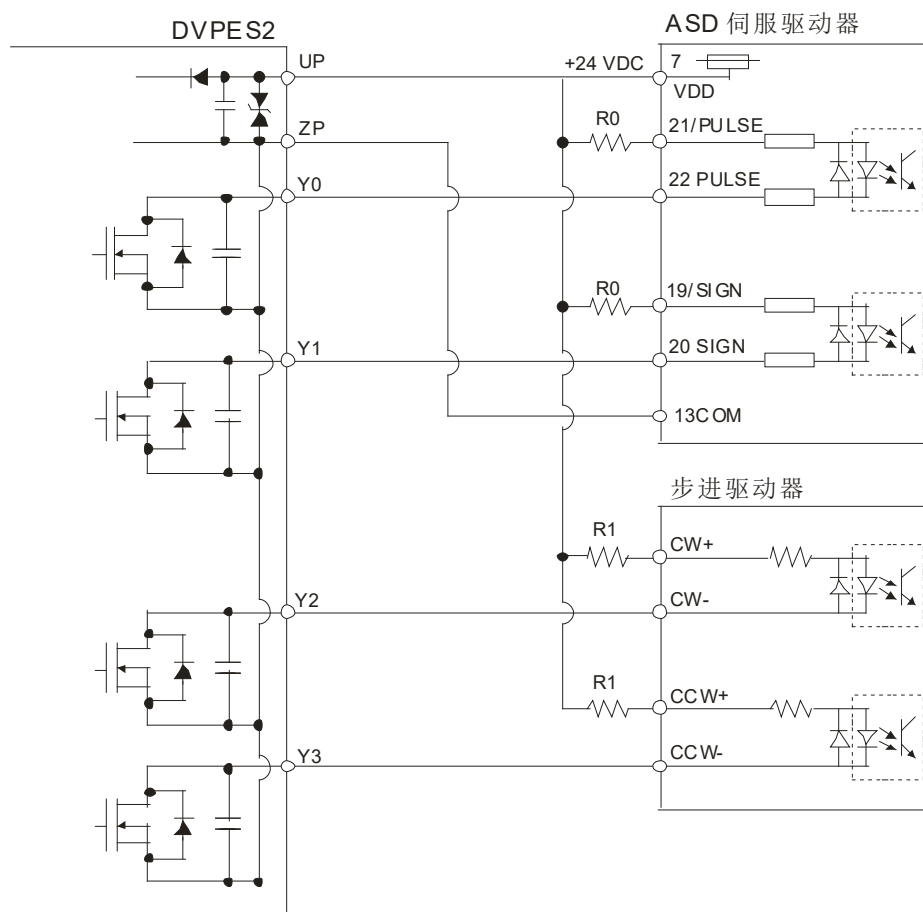 DVPES2
ASD 伺服驱动器
UP
+24 VDC
7
VDD
ZP
R0
21/PULSE
Y0
22 PULSE
R0
19/SIGN
Y1
20 SIGN
13COM
步进驱动器
R1
CW+
Y2
CW-
R1
CCW+
Y3
CCW-